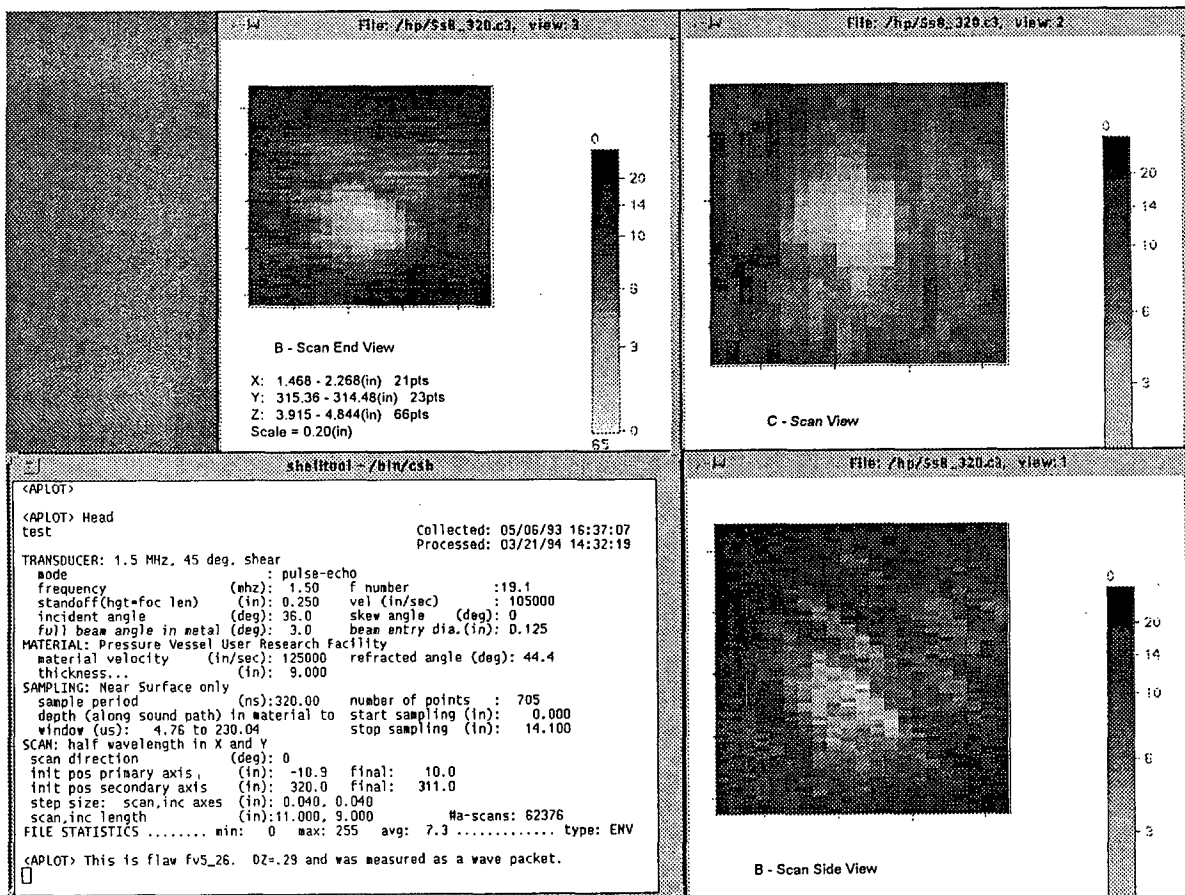 File: /hp/Ss8_320.c3, view: 3
0
20
14
10
6
3
0
65
B - Scan End View
X: 1.468 - 2.268(in) 21pts
Y: 315.36 - 314.48(in) 23pts
Z: 3.915 - 4.844(in) 66pts
Scale = 0.20(in)
File: /hp/Ss8_320.c3, view: 2
0
20
14
10
6
3
C - Scan View
shelltool - /bin/csh
<APLOT>
<APLOT> Head
test Collected: 05/06/93 16:37:07
Processed: 03/21/94 14:32:19
TRANSDUCER: 1.5 MHz, 45 deg, shear
mode : pulse-echo
frequency (mhz): 1.50 f number :19.1
standoff(hgt=foc len) (in): 0.250 vel (in/sec) : 105000
incident angle (deg): 36.0 skew angle (deg): 0
full beam angle in metal (deg): 3.0 beam entry dia.(in): 0.125
MATERIAL: Pressure Vessel User Research Facility
material velocity (in/sec): 125000 refracted angle (deg): 44.4
thickness... (in): 9.000
SAMPLING: Near Surface only
sample period (ns):320.00 number of points : 705
depth (along sound path) in material to start sampling (in): 0.000
window (us): 4.76 to 230.04 stop sampling (in): 14.100
SCAN: half wavelength in X and Y
scan direction (deg): 0
init pos primary axis, (in): -10.9 final: 10.0
init pos secondary axis (in): 320.0 final: 311.0
step size: scan,inc axes (in): 0.040, 0.040
scan,inc length (in):11.000, 9.000 #a-scans: 62376
FILE STATISTICS ........ min: 0 max: 255 avg: 7.3 ............. type: ENV
<APLOT> This is flaw fv5_26. DZ=.29 and was measured as a wave packet.
File: /hp/Ss8_320.c3, view: 1
0
20
14
10
6
3
B - Scan Side View